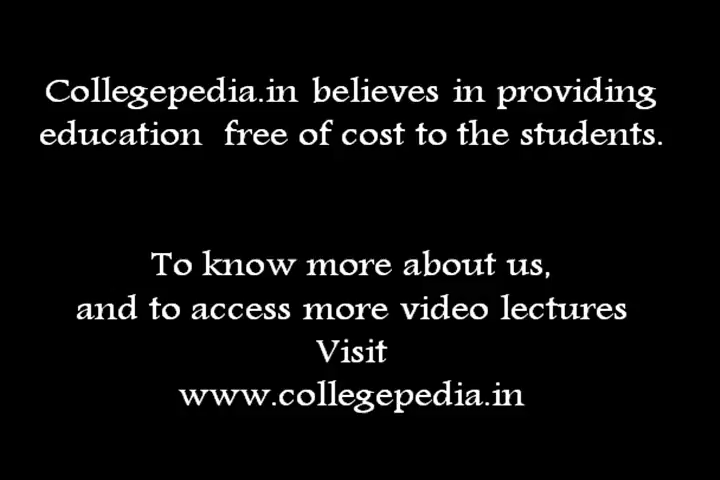 Collegepedia.in believes in providing
education  free of cost to the students.
To know more about us,
and to access more video lectures
Visit
www.collegepedia.in